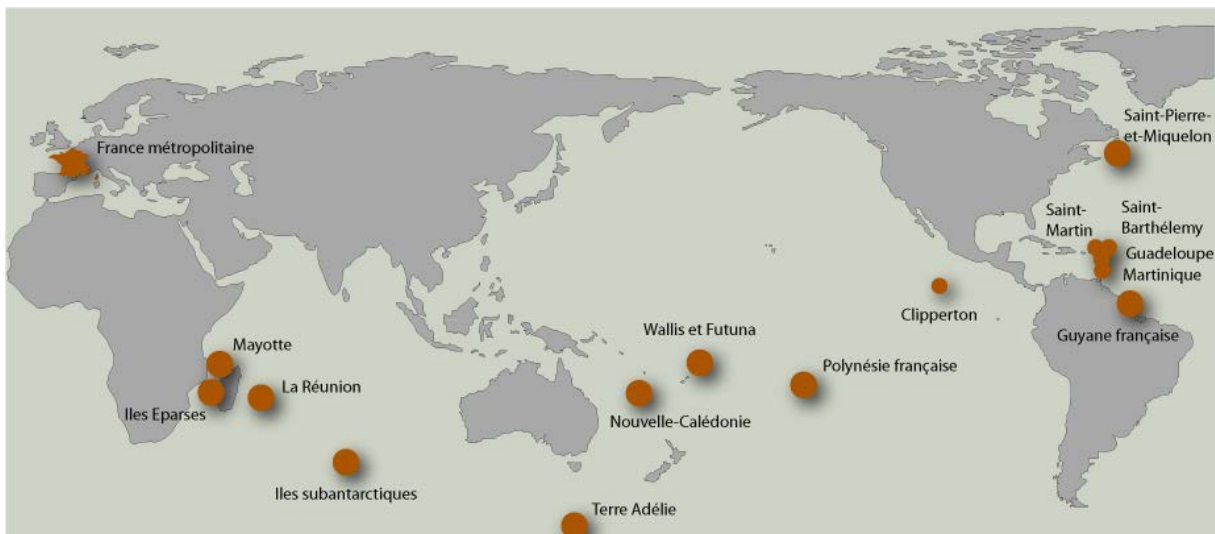 Saint-Pierre-
et-Miquelon
France métropolitaine
Saint-
Martin
Saint-
Barthélemy
Guadeloupe
Martinique
Clipperton
Guyane française
Wallis et Futuna
Mayotte
Polynésie française
La Réunion
Iles Eparses
Nouvelle-Calédonie
Iles subantarctiques
Terre Adélie